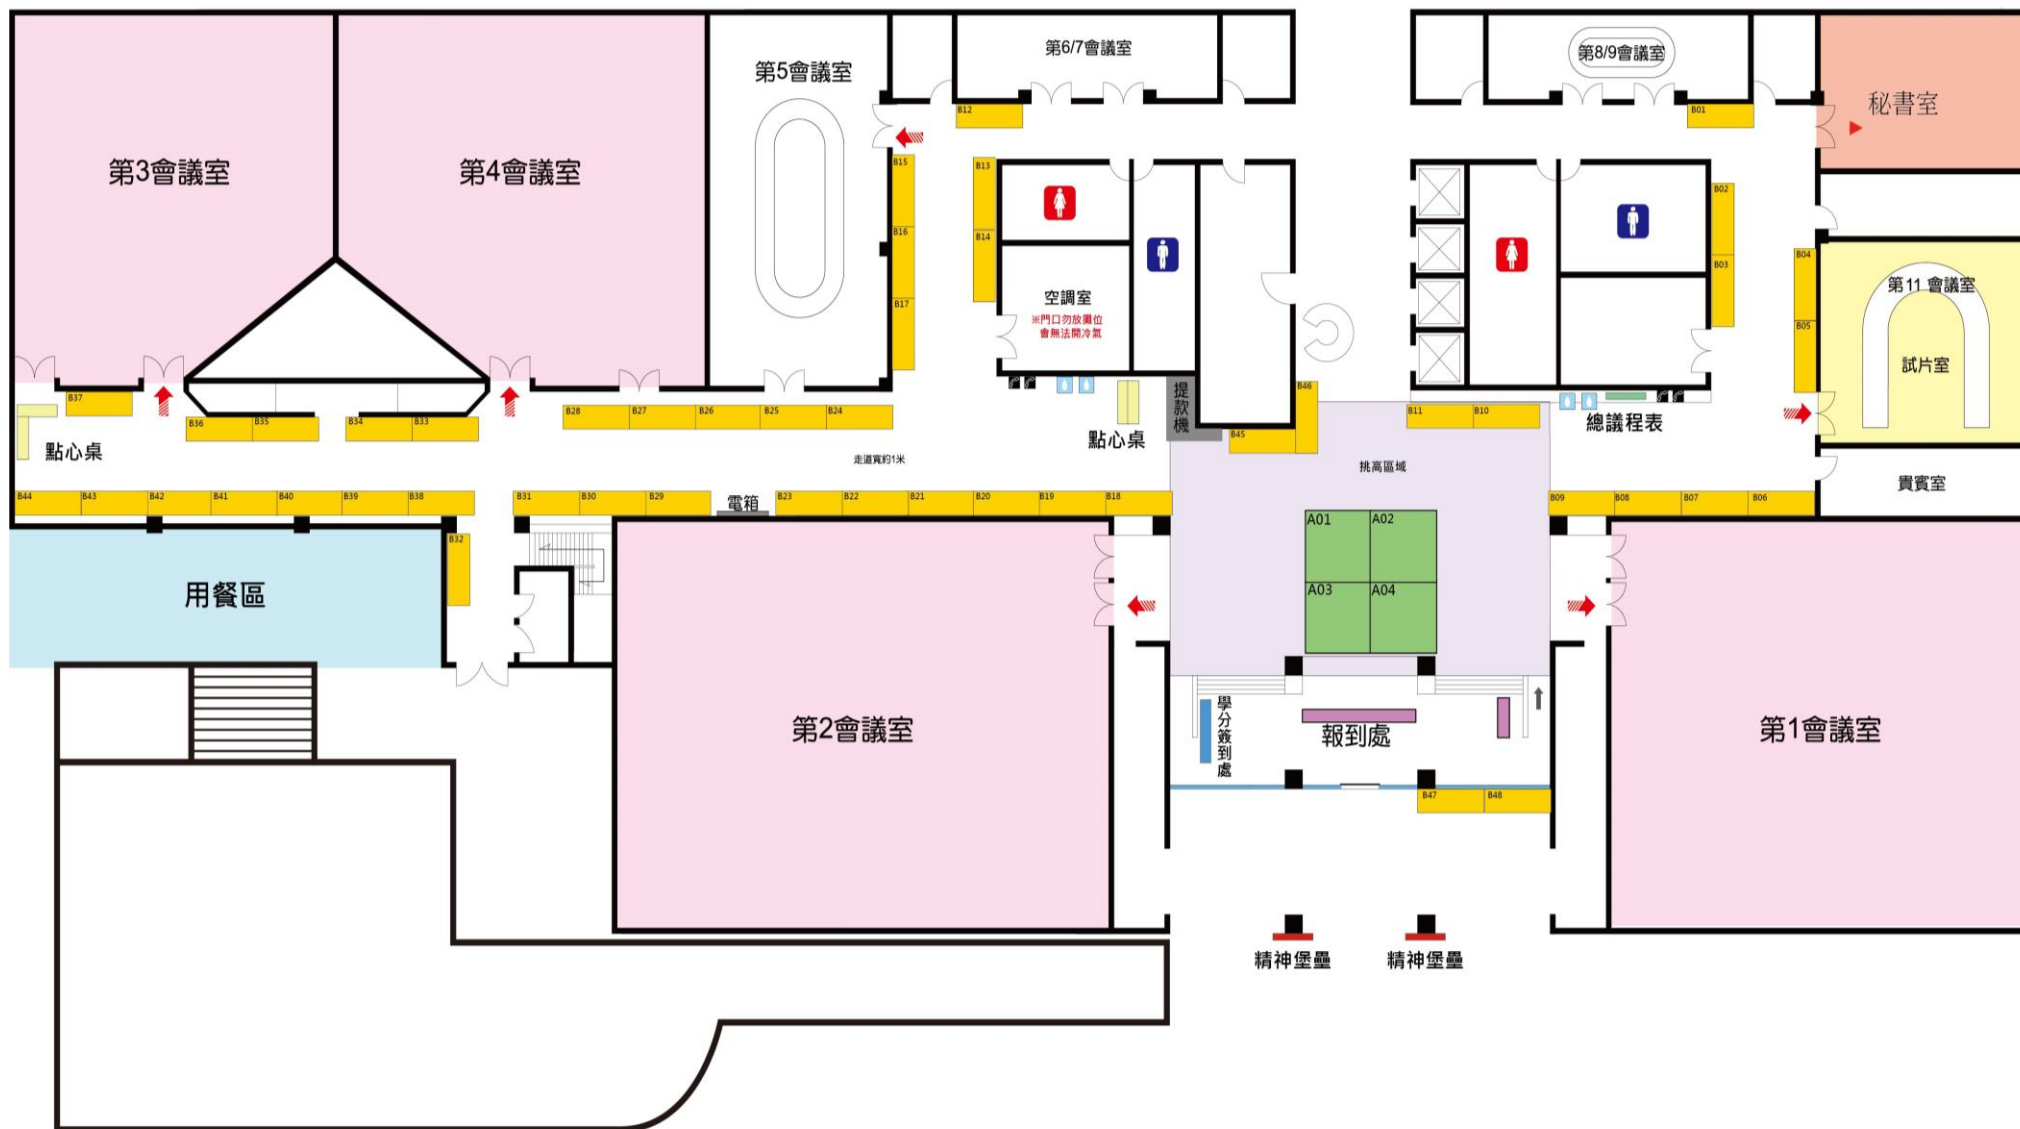 第3會議室
第4會議室
第5會議室
第6/7會議室
第8/9會議室
秘書室
B12
B01
B15
B16
B17
B13
B14
B02
B03
B04
B05
空調室
※門口勿放攤位
會無法開冷氣
第11 會議室
試片室
B37
B36
B35
B34
B33
B28
B27
B26
B25
B24
點心桌
走道寬約1米
點心桌
提款機
B46
B45
B11
B10
總議程表
挑高區域
貴賓室
B44
B43
B42
B41
B40
B39
B38
B31
B30
B29
電箱
B23
B22
B21
B20
B19
B18
B09
B08
B07
B06
B32
A01
A02
A03
A04
用餐區
第2會議室
學分簽到處
報到處
第1會議室
B47
B48
精神堡壘
精神堡壘